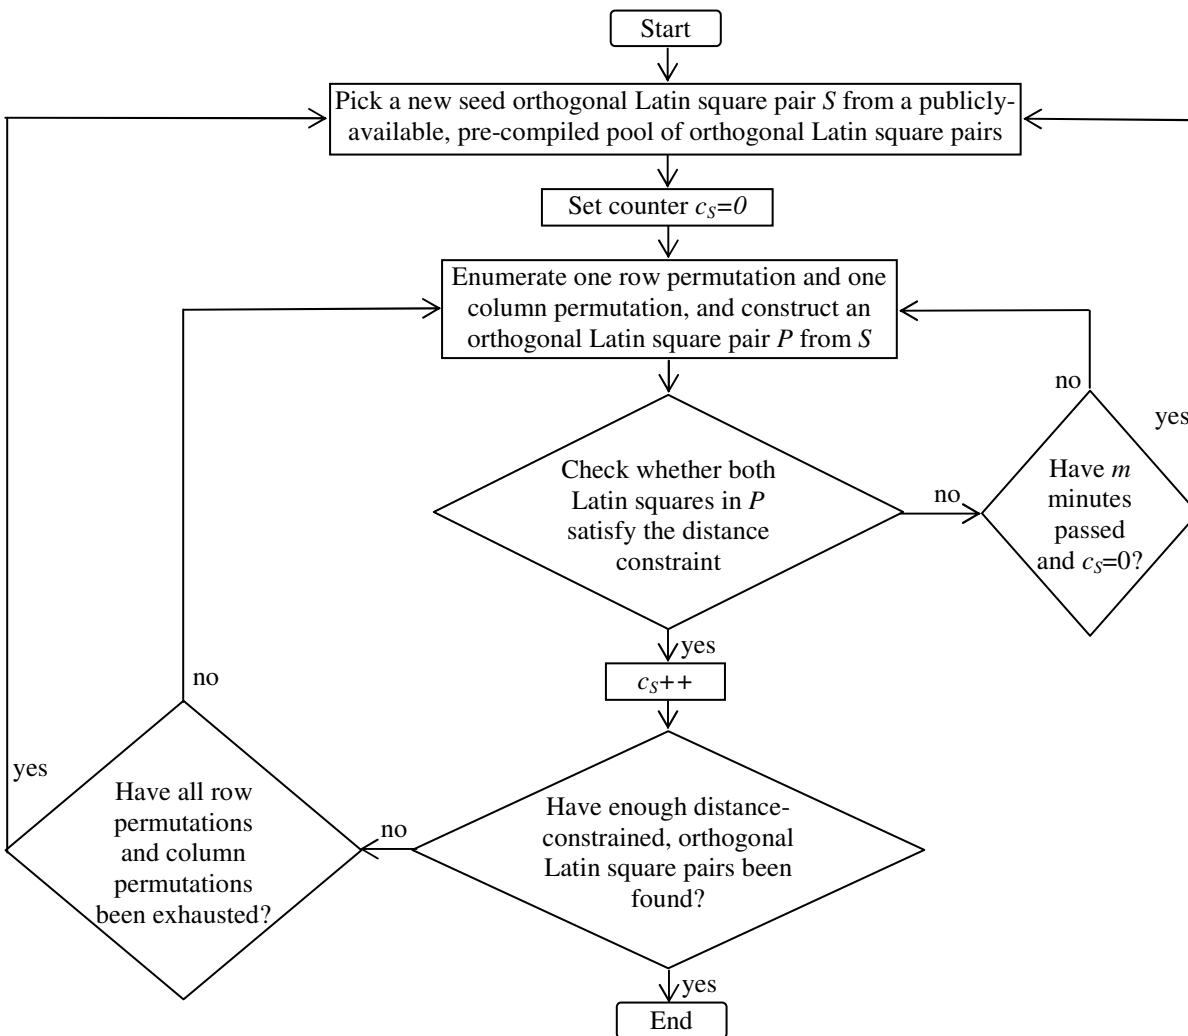 Start
Pick a new seed orthogonal Latin square pair S from a publicly-
available, pre-compiled pool of orthogonal Latin square pairs
Set counter cS=0
Enumerate one row permutation and one
column permutation, and construct an
orthogonal Latin square pair P from S
no
yes
Check whether both
Latin squares in P
satisfy the distance
constraint
no
Have m
minutes
passed
and cS=0?
yes
cS++
no
yes
Have all row
permutations
and column
permutations
been exhausted?
no
Have enough distance-
constrained, orthogonal
Latin square pairs been
found?
yes
End